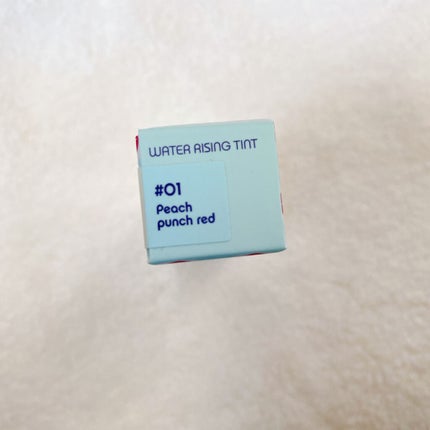 WATER RISING TINT
#01
Peach
punch red